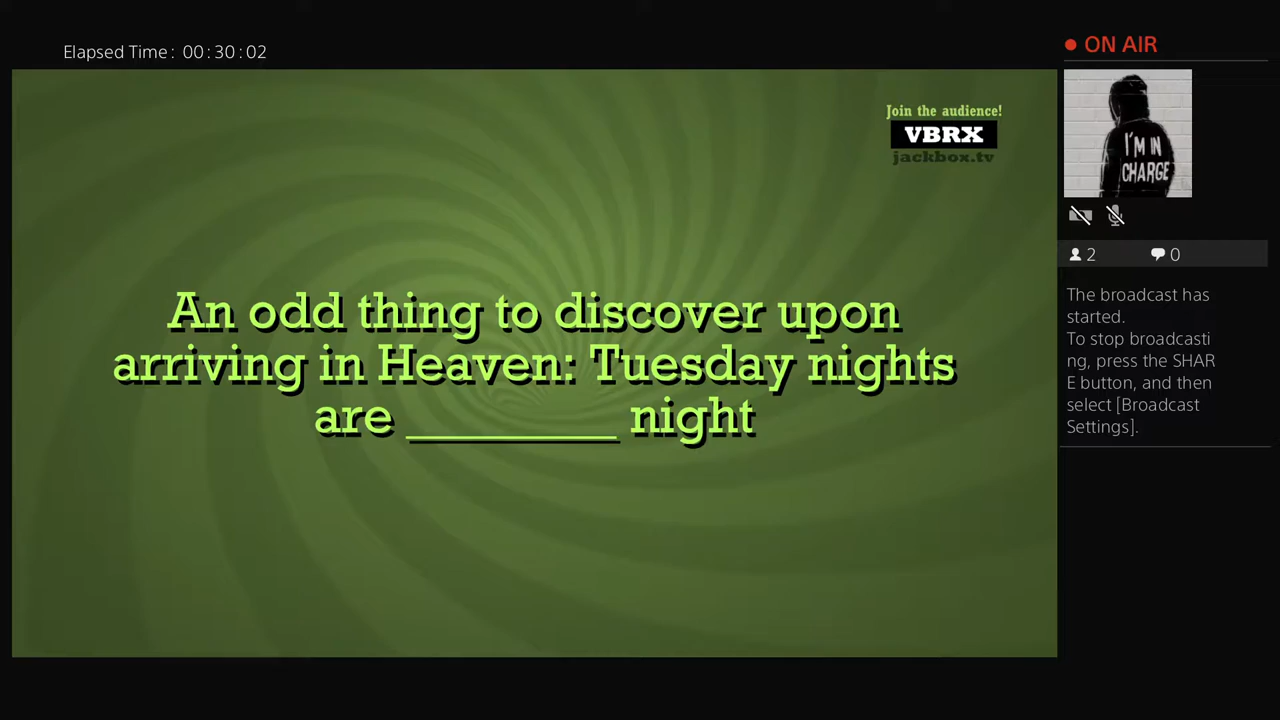 Elapsed Time: 00:30:02
ON AIR
Join the audience!
VBRX
jackbox.tv
I'M IN
CHARGE
2 0
An odd thing to discover upon
arriving in Heaven: Tuesday nights
are ________ night
The broadcast has
started.
To stop broadcasti
ng, press the SHAR
E button, and then
select [Broadcast
Settings].